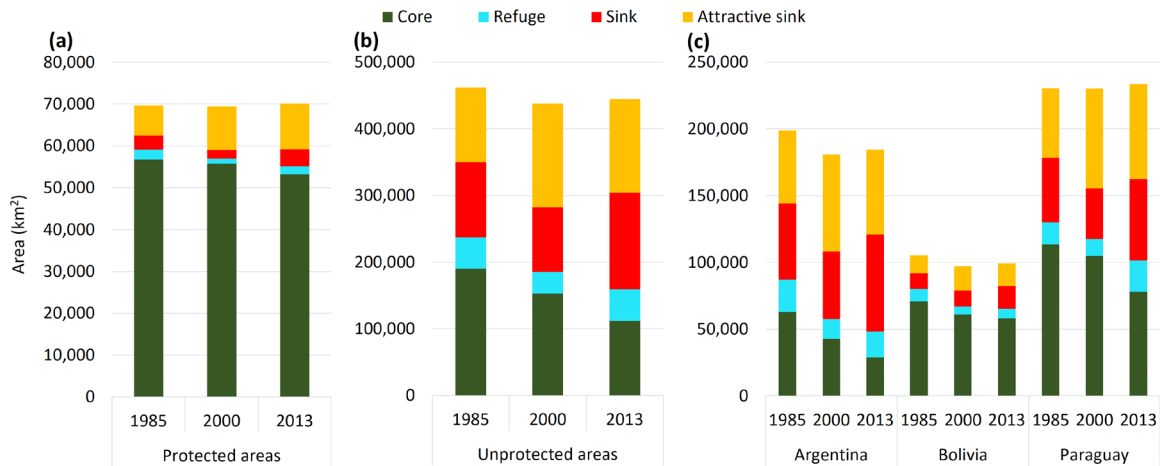 Core Refuge Sink Attractive sink
(a) (b) (c)
Area (km²)
80,000
70,000
60,000
50,000
40,000
30,000
20,000
10,000
0
1985 2000 2013
Protected areas
500,000
400,000
300,000
200,000
100,000
0
1985 2000 2013
Unprotected areas
250,000
200,000
150,000
100,000
50,000
0
1985 2000 2013 1985 2000 2013 1985 2000 2013
Argentina Bolivia Paraguay